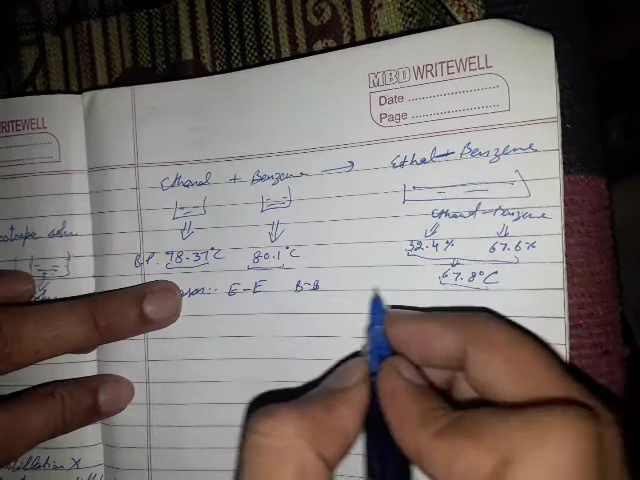 MBD WRITEWELL
Date
Page
Ethanol + Benzene → Ethanol - Benzene
Ethanol - Benzene
32.4% 67.6%
B.P. 78.37°C 80.1°C
67.8°C
E-E B-B